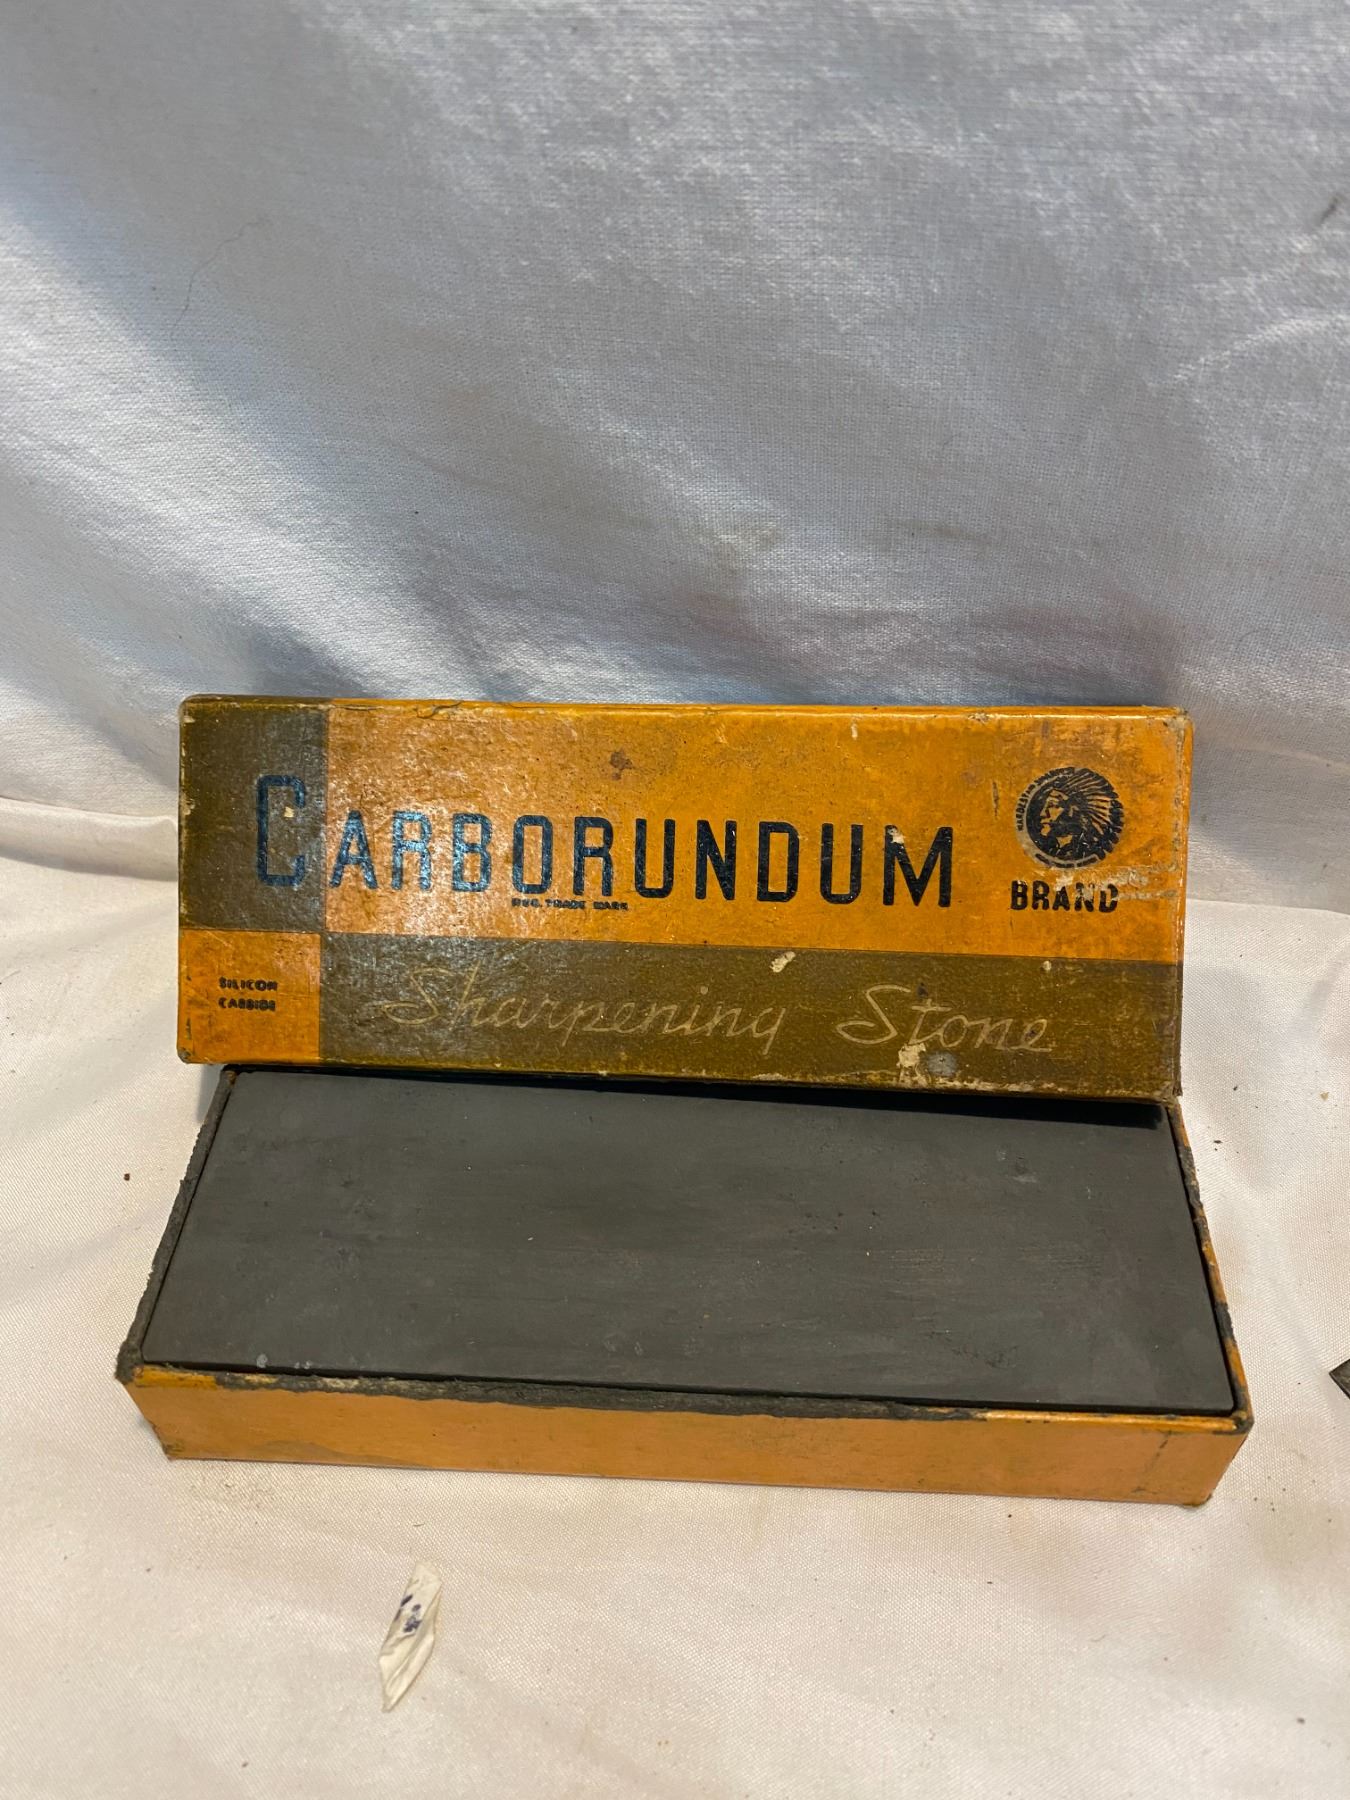 CARBORUNDUM
REG. TRADE MARK
BRAND
SILICON
CARBIDE
Sharpening Stone